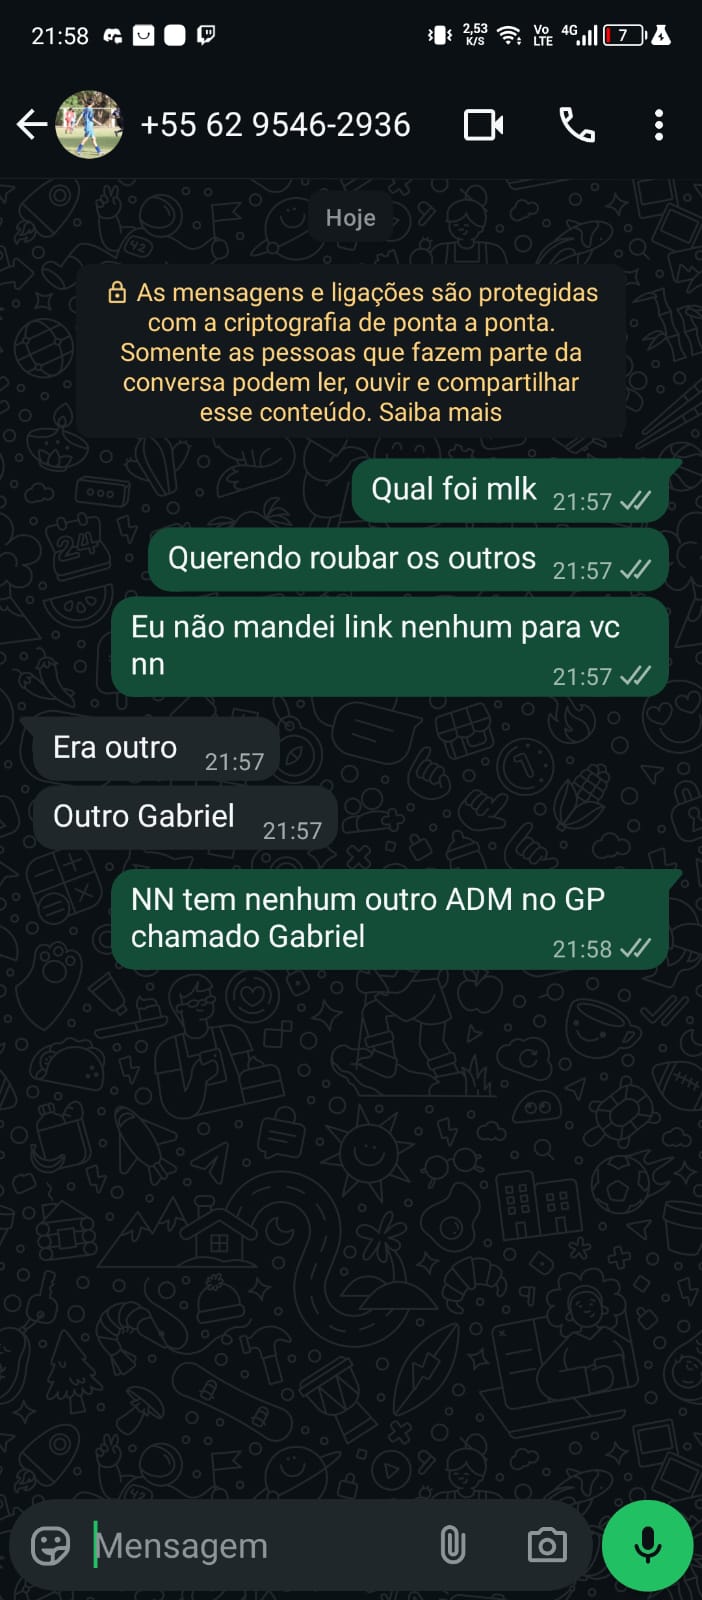 21:58
2,53
K/S
Vo
LTE
4G
7
+55 62 9546-2936
Hoje
As mensagens e ligações são protegidas
com a criptografia de ponta a ponta.
Somente as pessoas que fazem parte da
conversa podem ler, ouvir e compartilhar
esse conteúdo. Saiba mais
Qual foi mlk 21:57
Querendo roubar os outros 21:57
Eu não mandei link nenhum para vc
nn 21:57
Era outro 21:57
Outro Gabriel 21:57
NN tem nenhum outro ADM no GP
chamado Gabriel 21:58
Mensagem